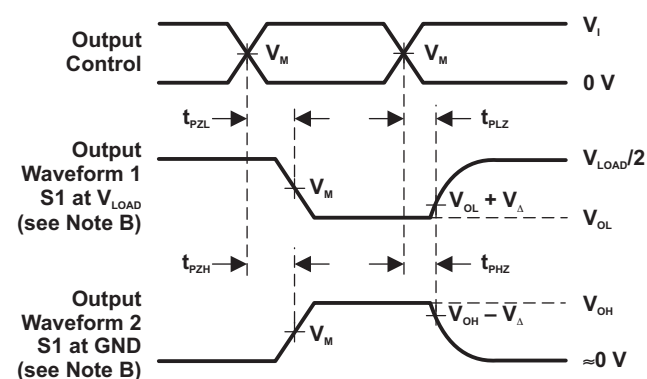 Output
Control
V_M
V_M
V_I
0 V
t_PZL
t_PLZ
Output
Waveform 1
S1 at V_LOAD
(see Note B)
V_M
V_OL + V_Δ
V_LOAD/2
V_OL
t_PZH
t_PHZ
Output
Waveform 2
S1 at GND
(see Note B)
V_M
V_OH – V_Δ
V_OH
≈0 V